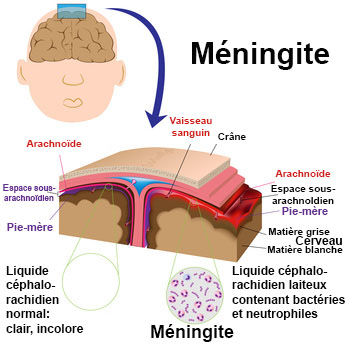 Méningite
Vaisseau
sanguin
Crâne
Arachnoïde
Espace sous-
arachnoïdien
Pie-mère
Arachnoïde
Espace sous-
arachnoïdien
Pie-mère
Matière grise
Cerveau
Matière blanche
Liquide
céphalo-
rachidien
normal:
clair, incolore
Liquide céphalo-
rachidien laiteux
contenant bactéries
et neutrophiles
Méningite